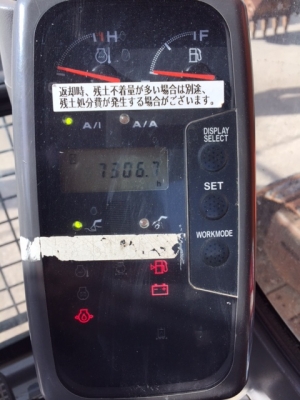 H F
返却時、残土不着量が多い場合は別途、
残土処分費が発生する場合がございます。
A/I A/A
DISPLAY
SELECT
7306.7
SET
WORKMODE